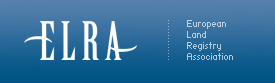 ELRA
European
Land
Registry
Association